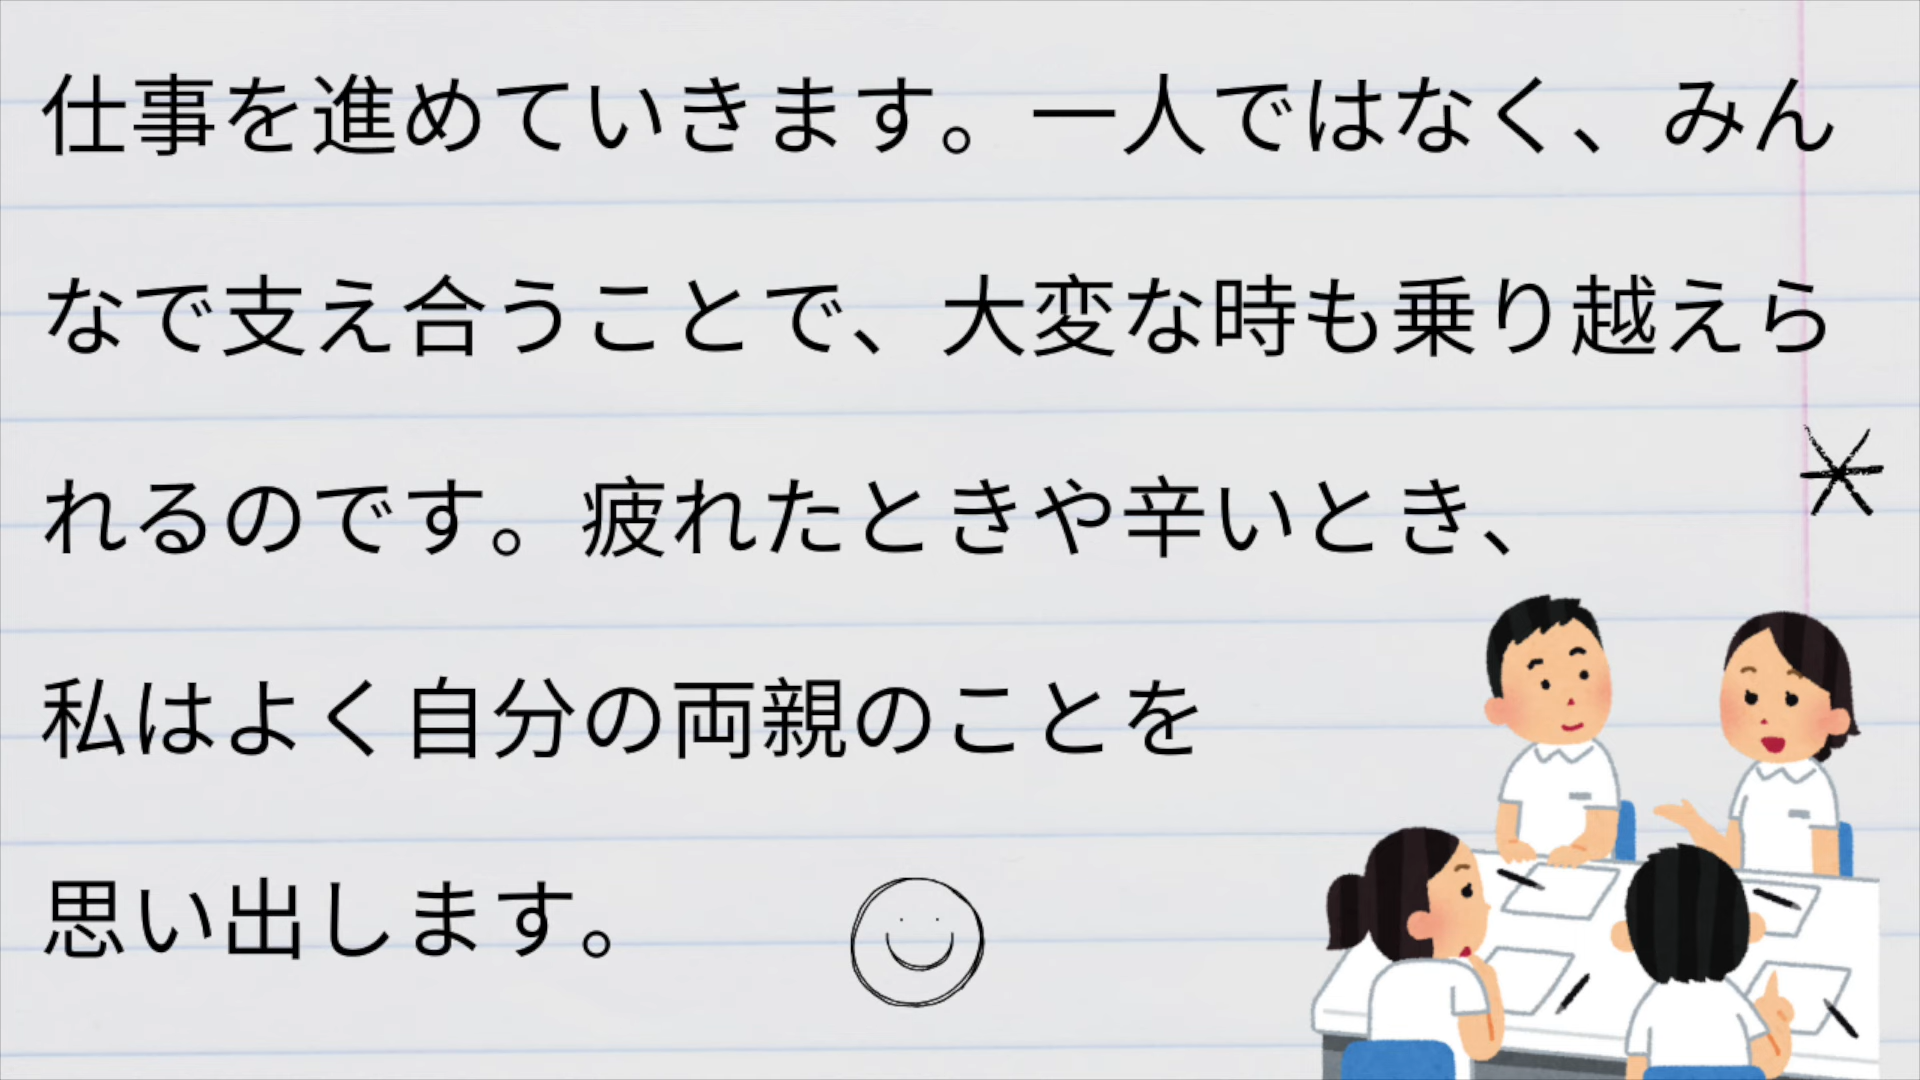 仕事を進めていきます。一人ではなく、みん
なで支え合うことで、大変な時も乗り越えら
れるのです。疲れたときや辛いとき、
私はよく自分の両親のことを
思い出します。